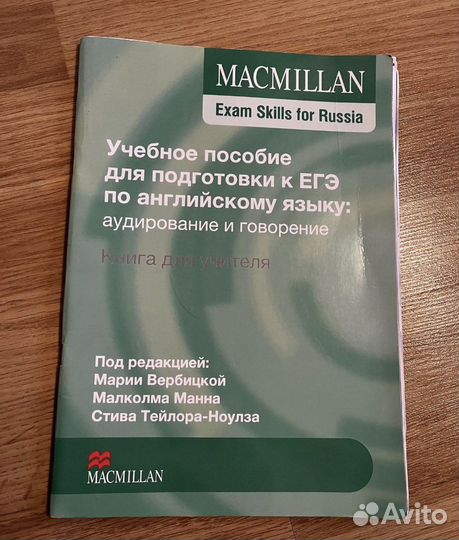 MACMILLAN
Exam Skills for Russia
Учебное пособие
для подготовки к ЕГЭ
по английскому языку:
аудирование и говорение
Книга для учителя
Под редакцией:
Марии Вербицкой
Малколма Манна
Стива Тейлора-Ноулза
MACMILLAN
Avito